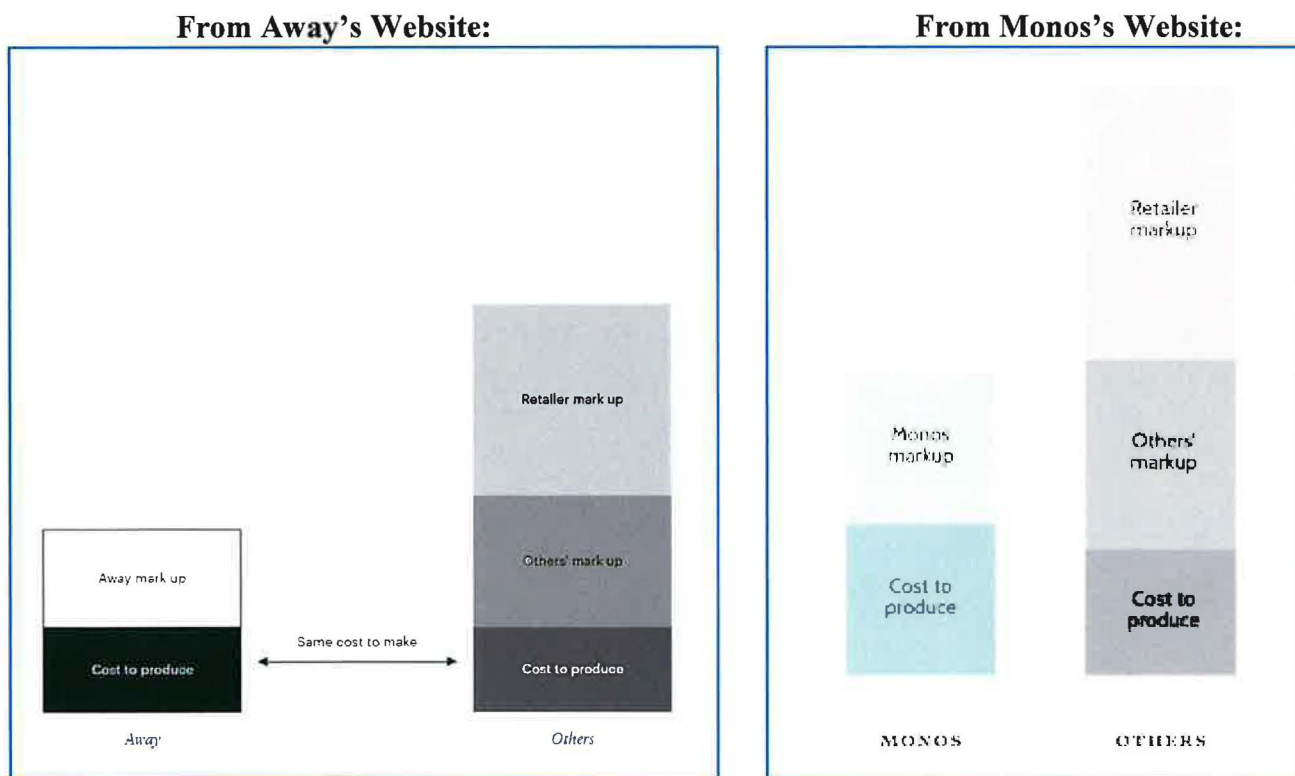 From Away's Website:
Retailer mark up
Others' mark up
Away mark up
Same cost to make
Cost to produce
Cost to produce
Away
Others
From Monos's Website:
Retailer
markup
Monos
markup
Others'
markup
Cost to
produce
Cost to
produce
MONOS
OTHERS